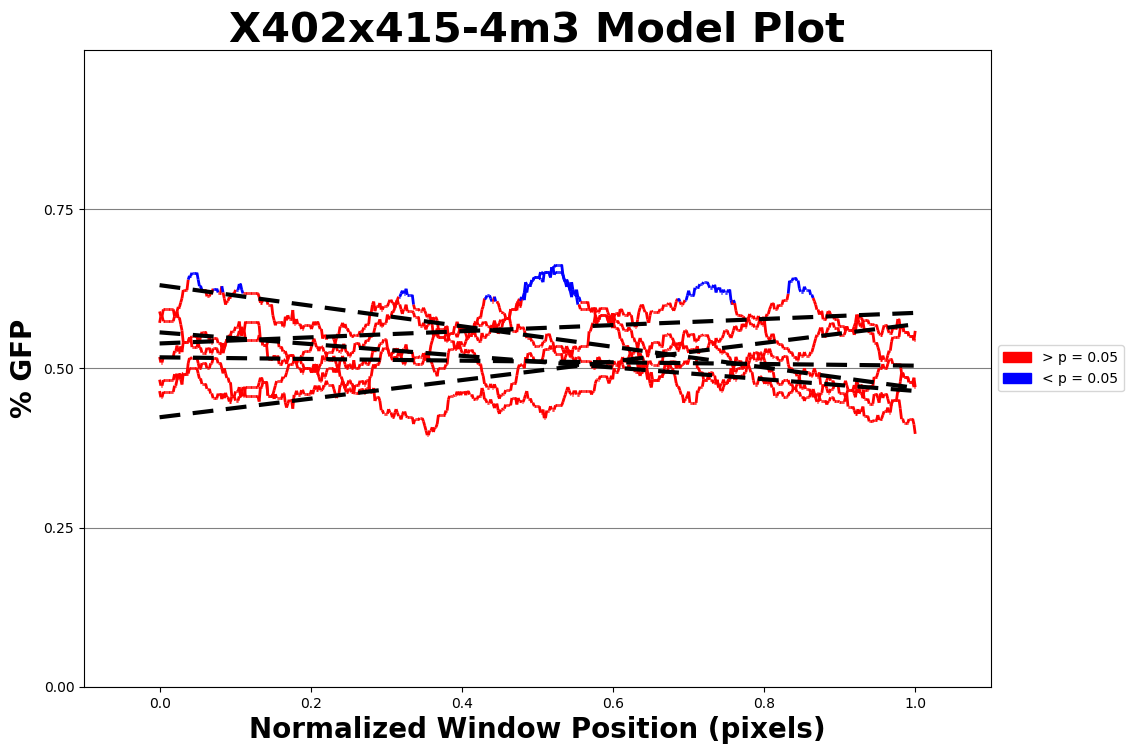 X402x415-4m3 Model Plot
% GFP
0.75
0.50
0.25
0.00
0.0 0.2 0.4 0.6 0.8 1.0
Normalized Window Position (pixels)
> p = 0.05
< p = 0.05